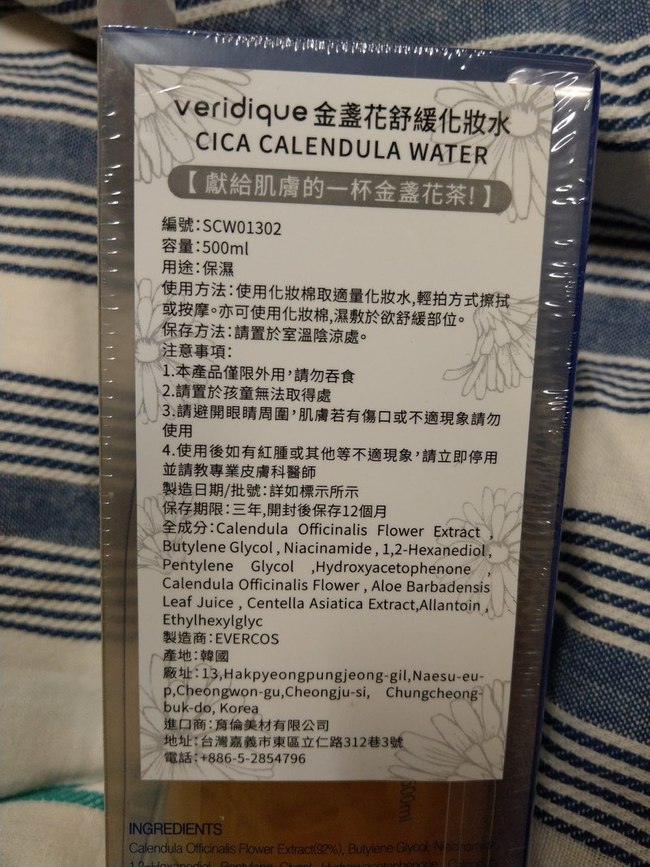 veridique 金盞花舒緩化妝水
CICA CALENDULA WATER
【 獻給肌膚的一杯金盞花茶! 】
編號:SCW01302
容量:500ml
用途:保濕
使用方法:使用化妝棉取適量化妝水,輕拍方式擦拭
或按摩。亦可使用化妝棉,濕敷於欲舒緩部位。
保存方法:請置於室溫陰涼處。
注意事項:
1.本產品僅限外用,請勿吞食
2.請置於孩童無法取得處
3.請避開眼睛周圍,肌膚若有傷口或不適現象請勿
使用
4.使用後如有紅腫或其他等不適現象,請立即停用
並請教專業皮膚科醫師
製造日期/批號:詳如標示所示
保存期限:三年,開封後保存12個月
全成分:Calendula Officinalis Flower Extract ,
Butylene Glycol , Niacinamide , 1,2-Hexanediol,
Pentylene Glycol ,Hydroxyacetophenone ,
Calendula Officinalis Flower , Aloe Barbadensis
Leaf Juice , Centella Asiatica Extract,Allantoin ,
Ethylhexylglyc
製造商:EVERCOS
產地:韓國
廠址:13,Hakpyeongpungjeong-gil,Naesu-eu-
p,Cheongwon-gu,Cheongju-si, Chungcheong-
buk-do, Korea
進口商:育倫美材有限公司
地址:台灣嘉義市東區立仁路312巷3號
電話:+886-5-2854796
500ml
INGREDIENTS
Calendula Officinalis Flower Extract(92%), Butylene Glycol, Niacinamide,
1,2-Hexanediol, Pentylene Glycol, Hydroxyacetophenone,